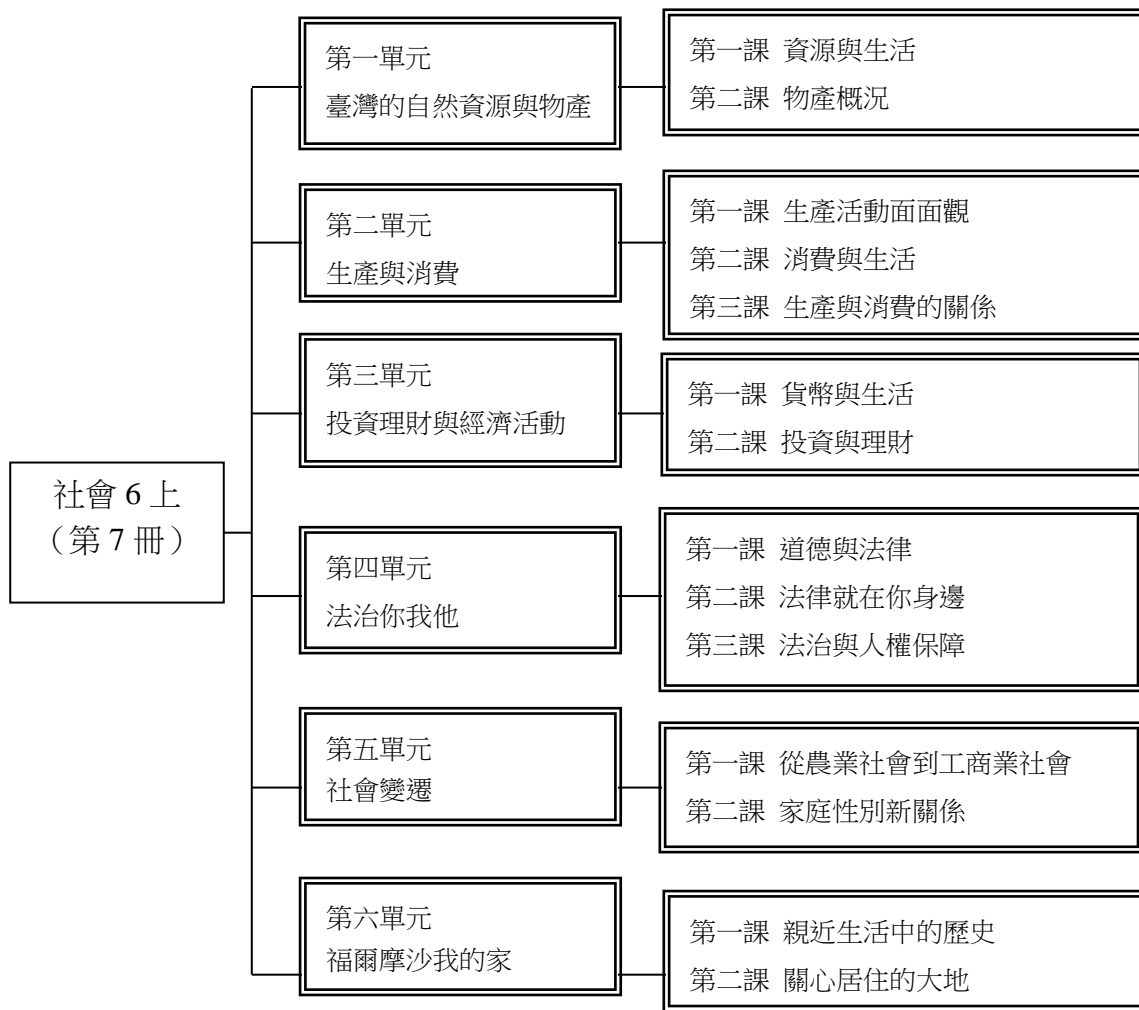 社會 6 上
（第 7 冊）
第一單元
臺灣的自然資源與物產
第一課 資源與生活
第二課 物產概況
第二單元
生產與消費
第一課 生產活動面面觀
第二課 消費與生活
第三課 生產與消費的關係
第三單元
投資理財與經濟活動
第一課 貨幣與生活
第二課 投資與理財
第四單元
法治你我他
第一課 道德與法律
第二課 法律就在你身邊
第三課 法治與人權保障
第五單元
社會變遷
第一課 從農業社會到工商業社會
第二課 家庭性別新關係
第六單元
福爾摩沙我的家
第一課 親近生活中的歷史
第二課 關心居住的大地